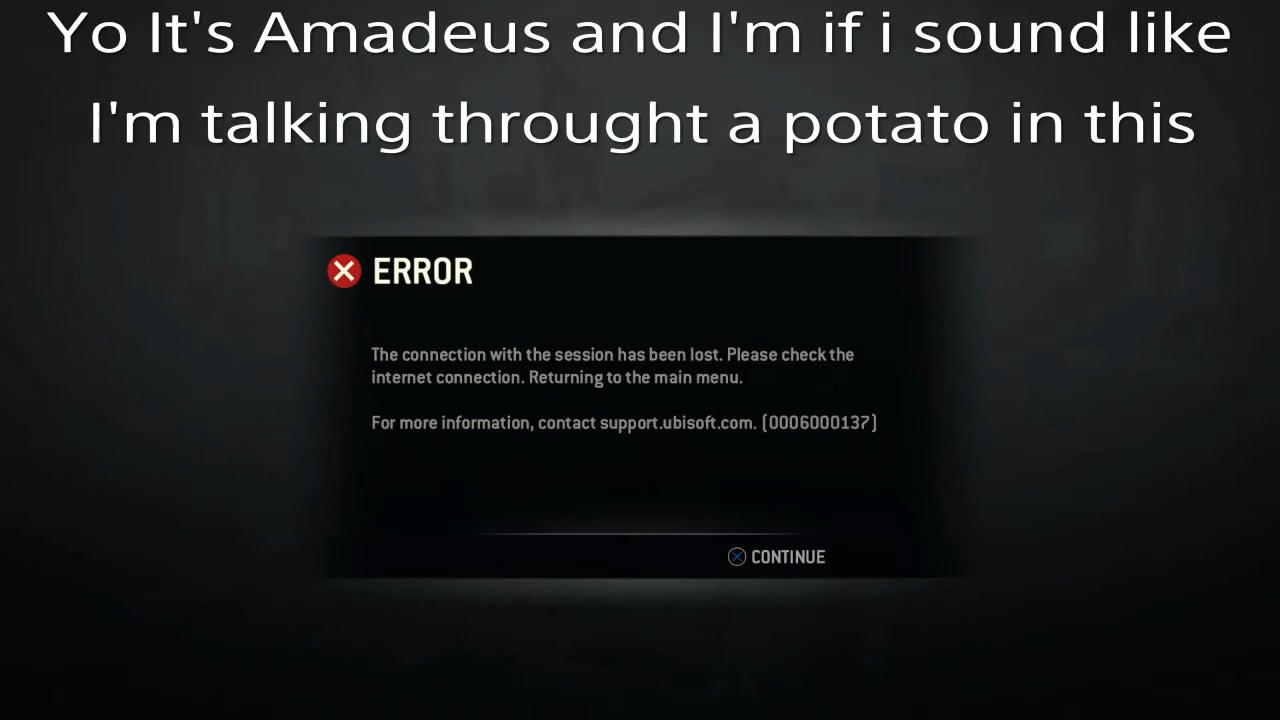 Yo It's Amadeus and I'm if i sound like
I'm talking throught a potato in this
ERROR
The connection with the session has been lost. Please check the
internet connection. Returning to the main menu.
For more information, contact support.ubisoft.com. (0006000137)
CONTINUE